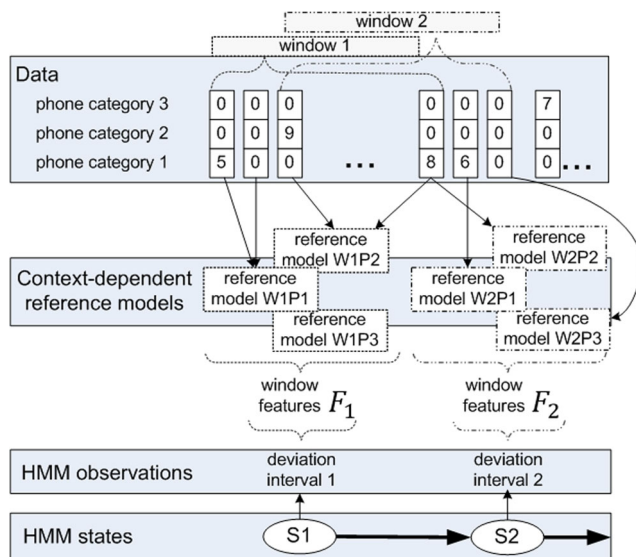 window 2
window 1
Data
phone category 3 0 0 0 0 0 0 7
phone category 2 0 0 9 0 0 0 0
phone category 1 5 0 0 ... 8 6 0 0 ...
reference model W1P2
reference model W2P2
Context-dependent reference models
reference model W1P1
reference model W2P1
reference model W1P3
reference model W2P3
window features F1
window features F2
HMM observations
deviation interval 1
deviation interval 2
HMM states
S1
S2